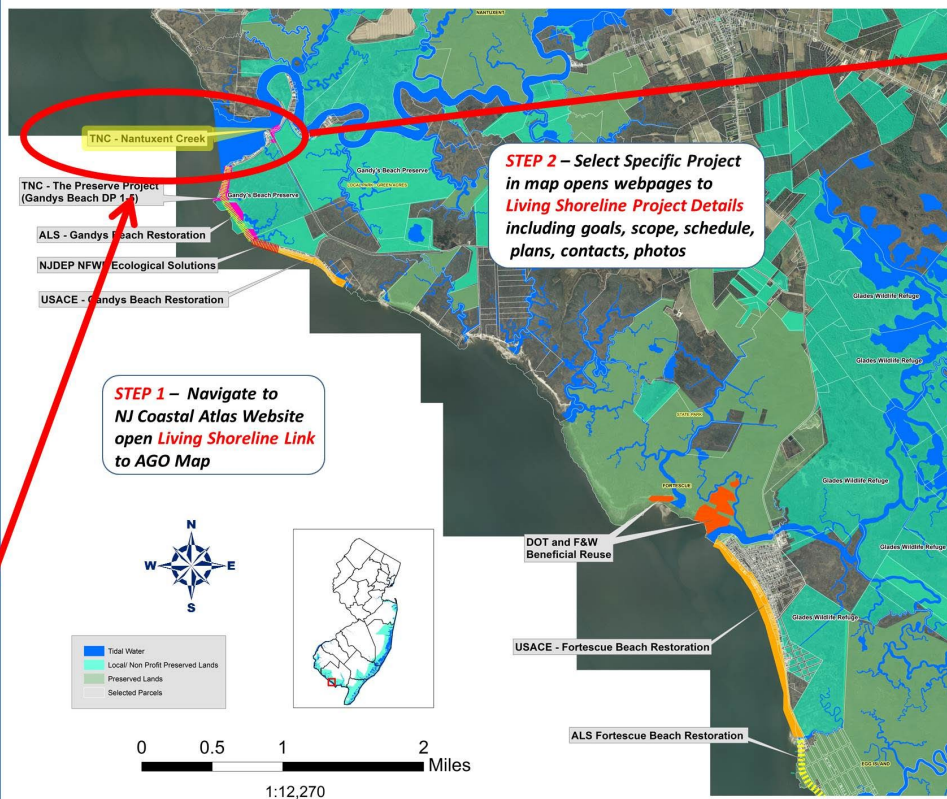 NANTUXENT
TNC - Nantuxent Creek
TNC - The Preserve Project
(Gandys Beach DP 1-5)
Gandy's Beach Preserve
Gandy's Beach Preserve
ALS - Gandys Beach Restoration
NJDEP NFWF Ecological Solutions
USACE - Gandys Beach Restoration
STEP 2 – Select Specific Project
in map opens webpages to
Living Shoreline Project Details
including goals, scope, schedule,
plans, contacts, photos
Glades Wildlife Refuge
Glades Wildlife Refuge
STEP 1 – Navigate to
NJ Coastal Atlas Website
open Living Shoreline Link
to AGO Map
STATE PARK
Glades Wildlife Refuge
FORTESCUE
DOT and F&W
Beneficial Reuse
Glades Wildlife Refuge
N
W
E
S
Glades Wildlife Refuge
USACE - Fortescue Beach Restoration
Tidal Water
Local/ Non Profit Preserved Lands
Preserved Lands
Selected Parcels
ALS Fortescue Beach Restoration
EGG ISLAND
0 0.5 1 2
Miles
1:12,270